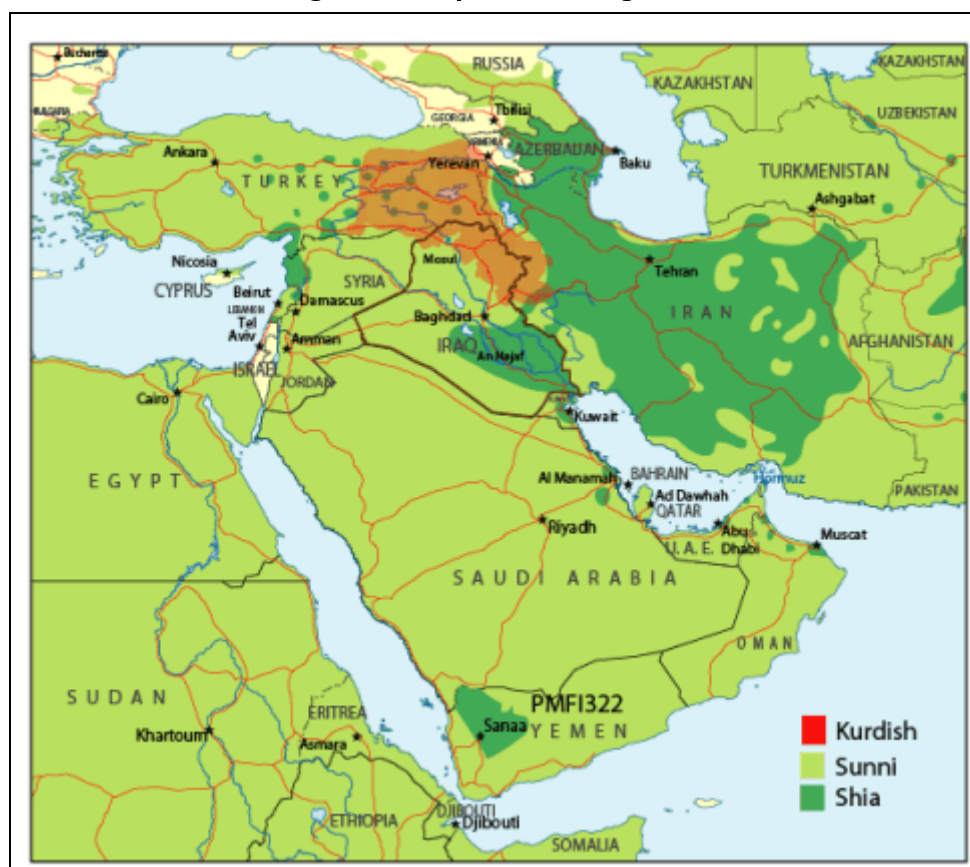 Bucharest
RUSSIA
KAZAKHSTAN
KAZAKHSTAN
UZBEKISTAN
GEORGIA
Tbilisi
Ankara
TURKEY
Yerevan
AZERBAIJAN
Baku
TURKMENISTAN
Ashgabat
Nicosia
CYPRUS
SYRIA
Mosul
Tehran
Beirut
LEBANON
Damascus
Tel
Aviv
Baghdad
IRAQ
IRAN
AFGHANISTAN
Amman
An Najaf
ISRAEL
JORDAN
Cairo
Kuwait
EGYPT
Al Manamah
BAHRAIN
Hormuz
PAKISTAN
Ad Dawhah
QATAR
Riyadh
Abu
Dhabi
U. A. E.
Muscat
SAUDI ARABIA
OMAN
SUDAN
ERITREA
PMFI322
Sanaa
YEMEN
Khartoum
Asmara
DJIBOUTI
Djibouti
ETHIOPIA
SOMALIA
Kurdish
Sunni
Shia